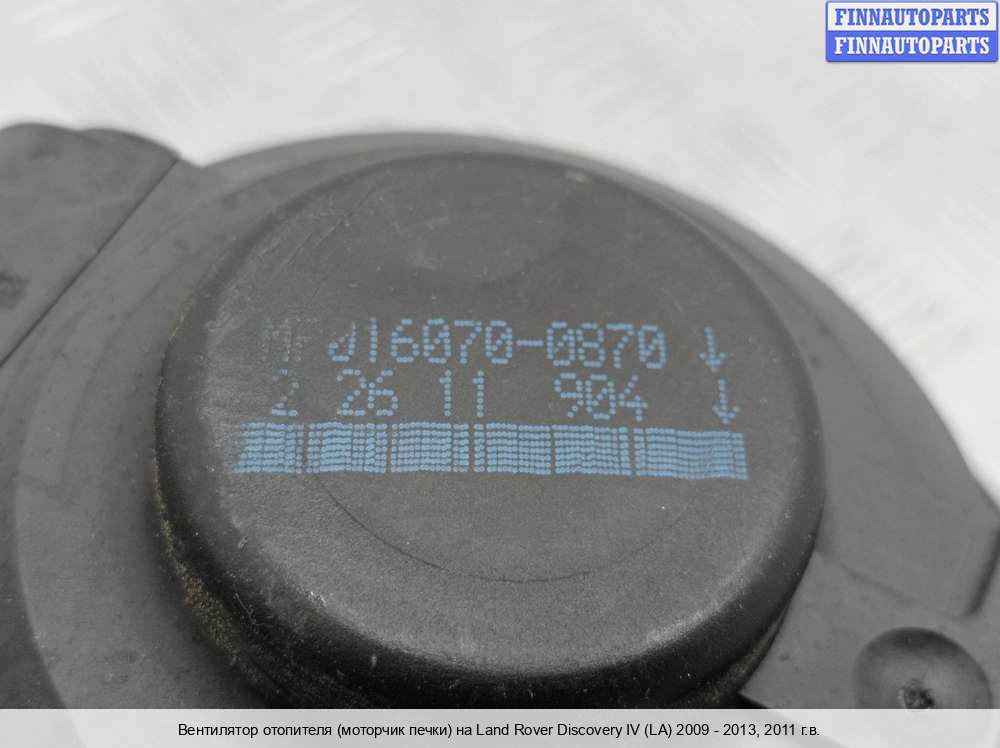 FINNAUTOPARTS
FINNAUTOPARTS
MF016070-0870 ↓
2 26 11 904 ↓
Вентилятор отопителя (моторчик печки) на Land Rover Discovery IV (LA) 2009 - 2013, 2011 г.в.